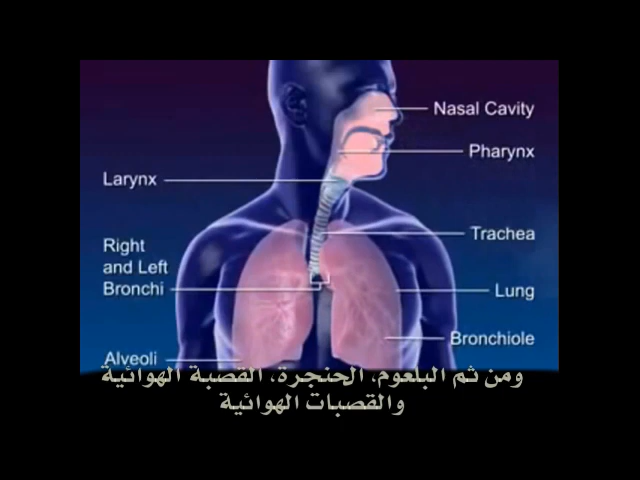 Nasal Cavity
Pharynx
Larynx
Trachea
Right
and Left
Bronchi
Lung
Bronchiole
Alveoli
ومن ثم البلعوم، الحنجرة، القصبة الهوائية
والقصبات الهوائية